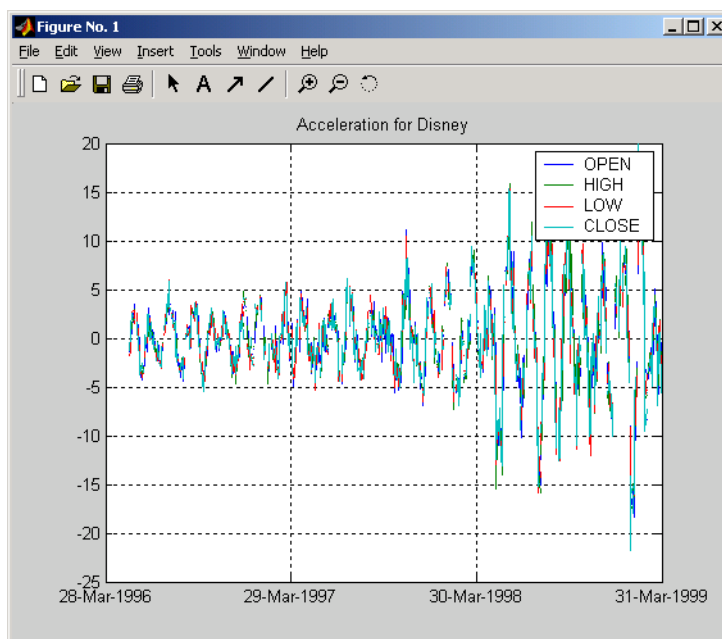 Figure No. 1
File Edit View Insert Tools Window Help
A
Acceleration for Disney
OPEN
HIGH
LOW
CLOSE
20
15
10
5
0
-5
-10
-15
-20
-25
28-Mar-1996 29-Mar-1997 30-Mar-1998 31-Mar-1999